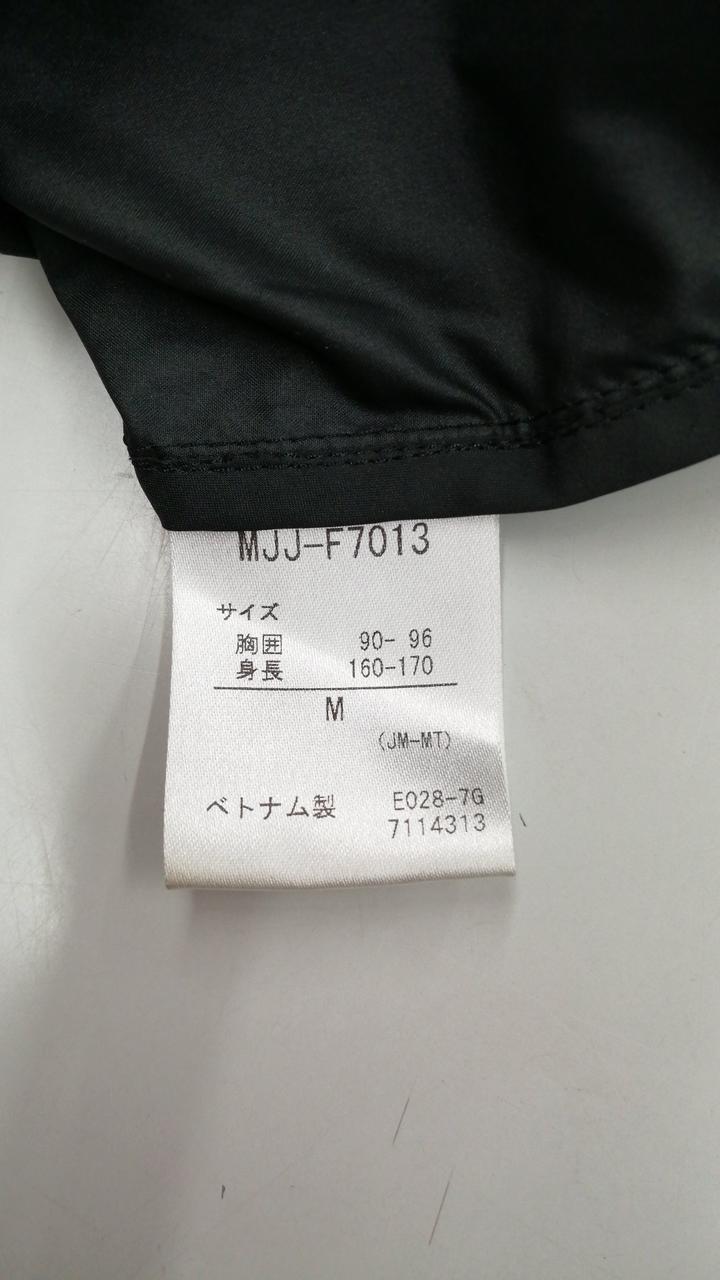 MJJ-F7013
サイズ
胸囲 90- 96
身長 160-170
M
(JM-MT)
ベトナム製 E028-7G
7114313